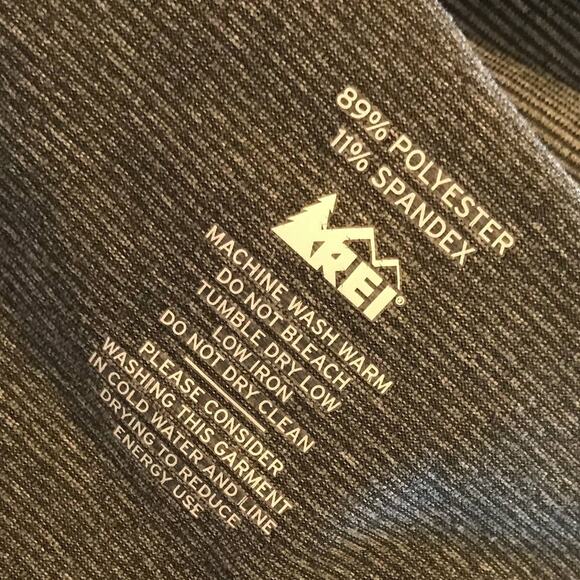 89% POLYESTER
11% SPANDEX
REI®
MACHINE WASH WARM
DO NOT BLEACH
TUMBLE DRY LOW
LOW IRON
DO NOT DRY CLEAN
PLEASE CONSIDER
WASHING THIS GARMENT
IN COLD WATER AND LINE
DRYING TO REDUCE
ENERGY USE